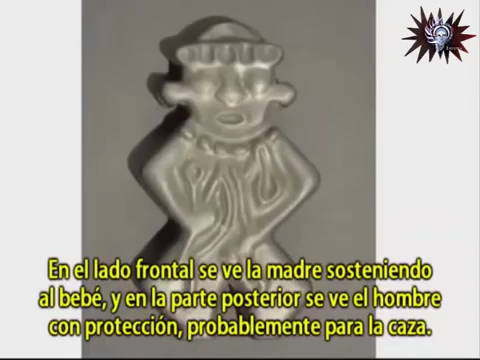 En el lado frontal se ve la madre sosteniendo
al bebé, y en la parte posterior se ve el hombre
con protección, probablemente para la caza.